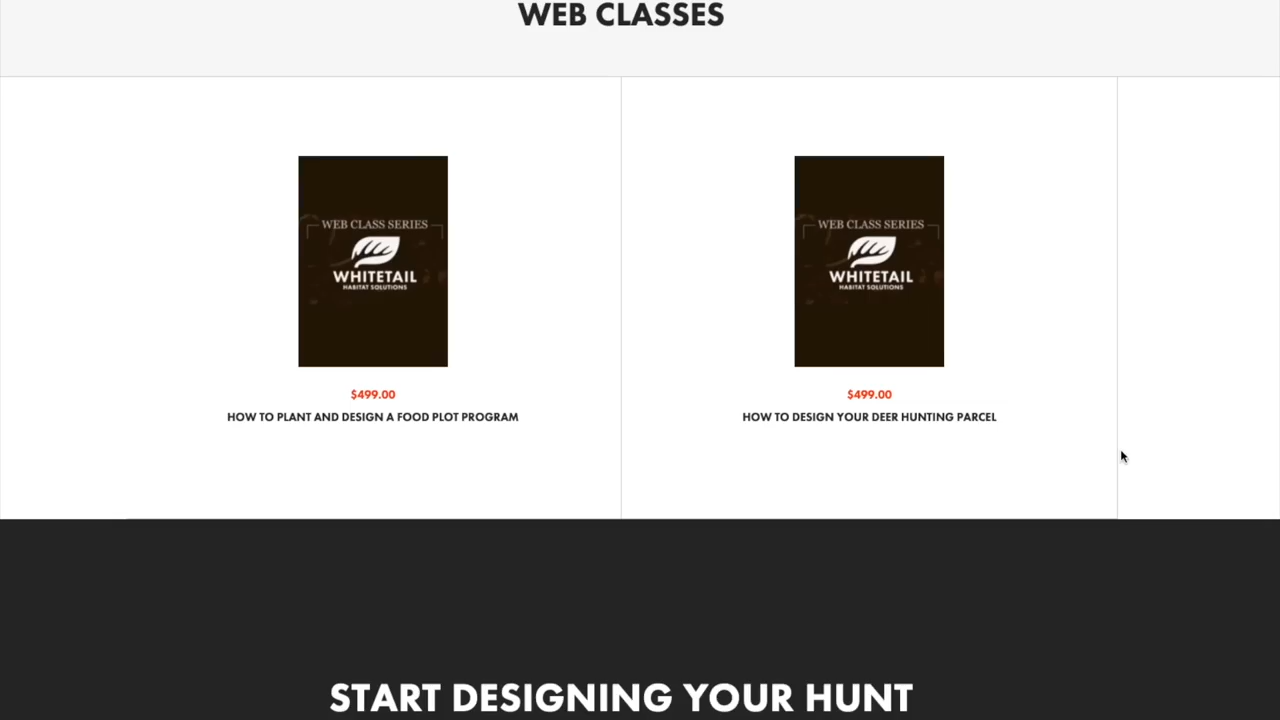 WEB CLASSES
WEB CLASS SERIES
WHITETAIL
HABITAT SOLUTIONS
$499.00
HOW TO PLANT AND DESIGN A FOOD PLOT PROGRAM
WEB CLASS SERIES
WHITETAIL
HABITAT SOLUTIONS
$499.00
HOW TO DESIGN YOUR DEER HUNTING PARCEL
START DESIGNING YOUR HUNT